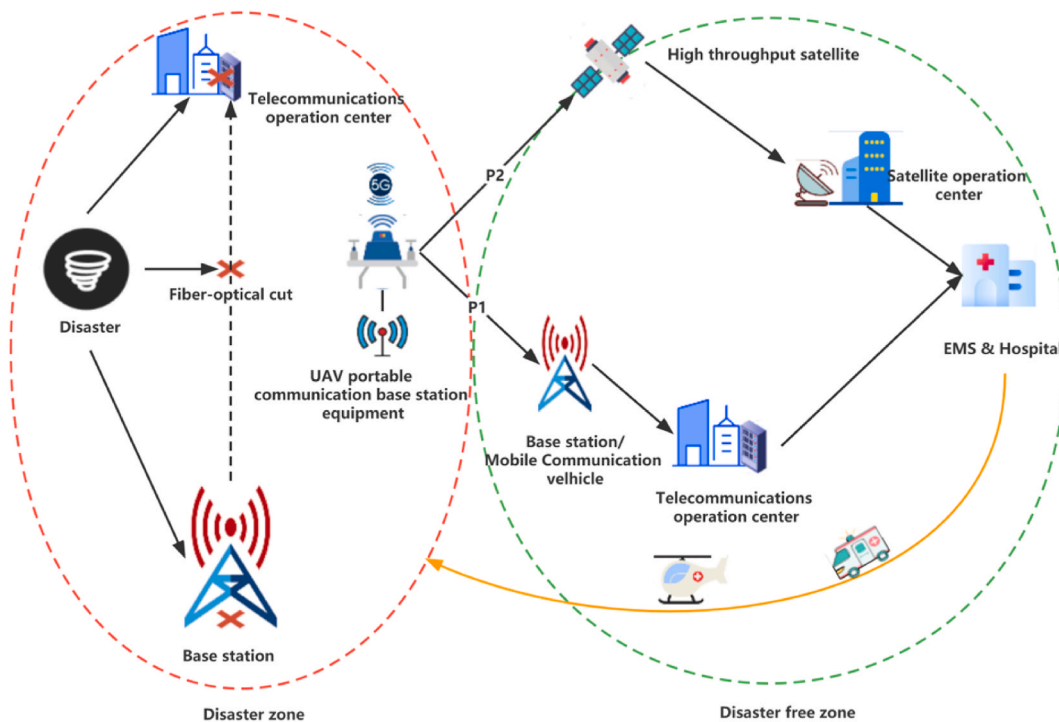 High throughput satellite
Telecommunications
operation center
5G
P2
Satellite operation
center
Fiber-optical cut
Disaster
P1
UAV portable
communication base station
equipment
EMS & Hospital
Base station/
Mobile Communication
velhicle
Telecommunications
operation center
Base station
Disaster zone
Disaster free zone